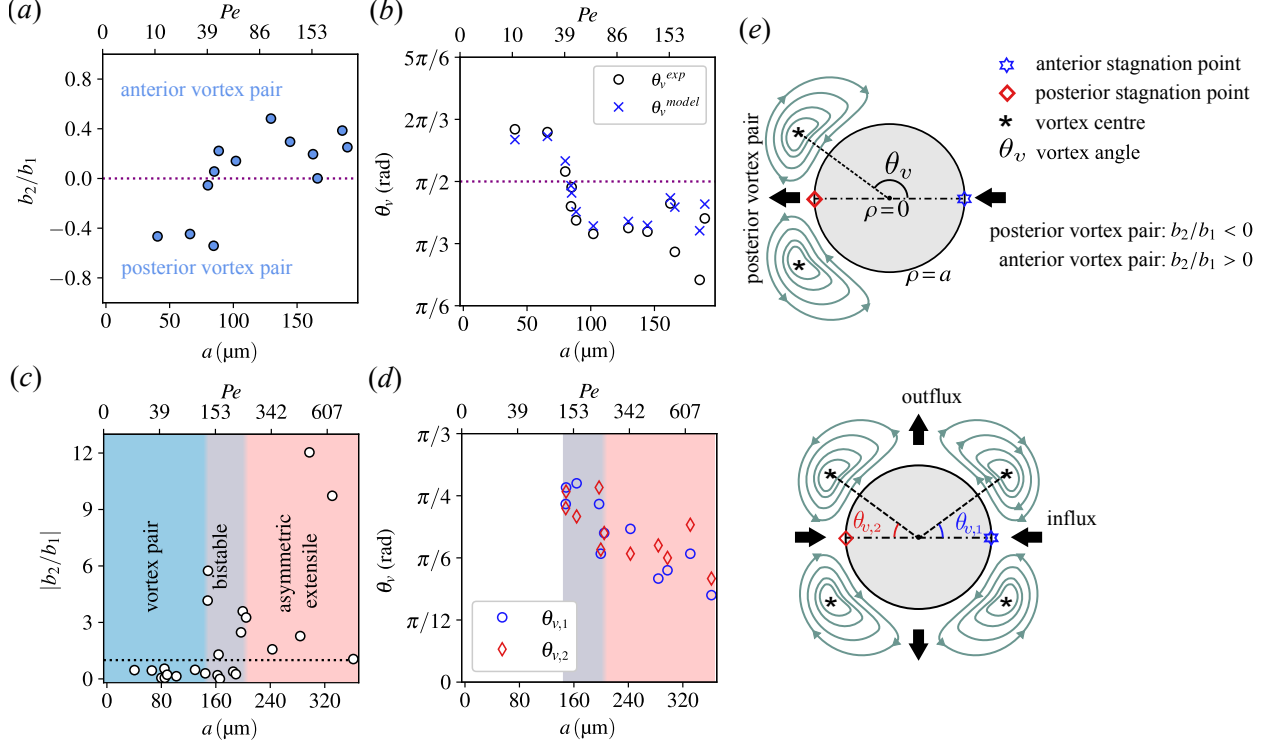 (a)
Pe
0 10 39 86 153
b₂/b₁
0.8
0.4
0.0
−0.4
−0.8
anterior vortex pair
posterior vortex pair
0 50 100 150
a (µm)
(b)
Pe
0 10 39 86 153
θᵥ (rad)
5π/6
2π/3
π/2
π/3
π/6
θᵥᵉˣᵖ
θᵥᵐᵒᵈᵉˡ
0 50 100 150
a (µm)
(e)
anterior stagnation point
posterior stagnation point
* vortex centre
θᵥ vortex angle
posterior vortex pair
*
θᵥ
ρ=0
ρ=a
*
posterior vortex pair: b₂/b₁ < 0
anterior vortex pair: b₂/b₁ > 0
(c)
Pe
0 39 153 342 607
|b₂/b₁|
12
9
6
3
0
vortex pair
bistable
asymmetric
extensile
0 80 160 240 320
a (µm)
(d)
Pe
0 39 153 342 607
θᵥ (rad)
π/3
π/4
π/6
π/12
0
θᵥ,₁
θᵥ,₂
0 80 160 240 320
a (µm)
outflux
* *
θᵥ,₂ θᵥ,₁
influx
* *